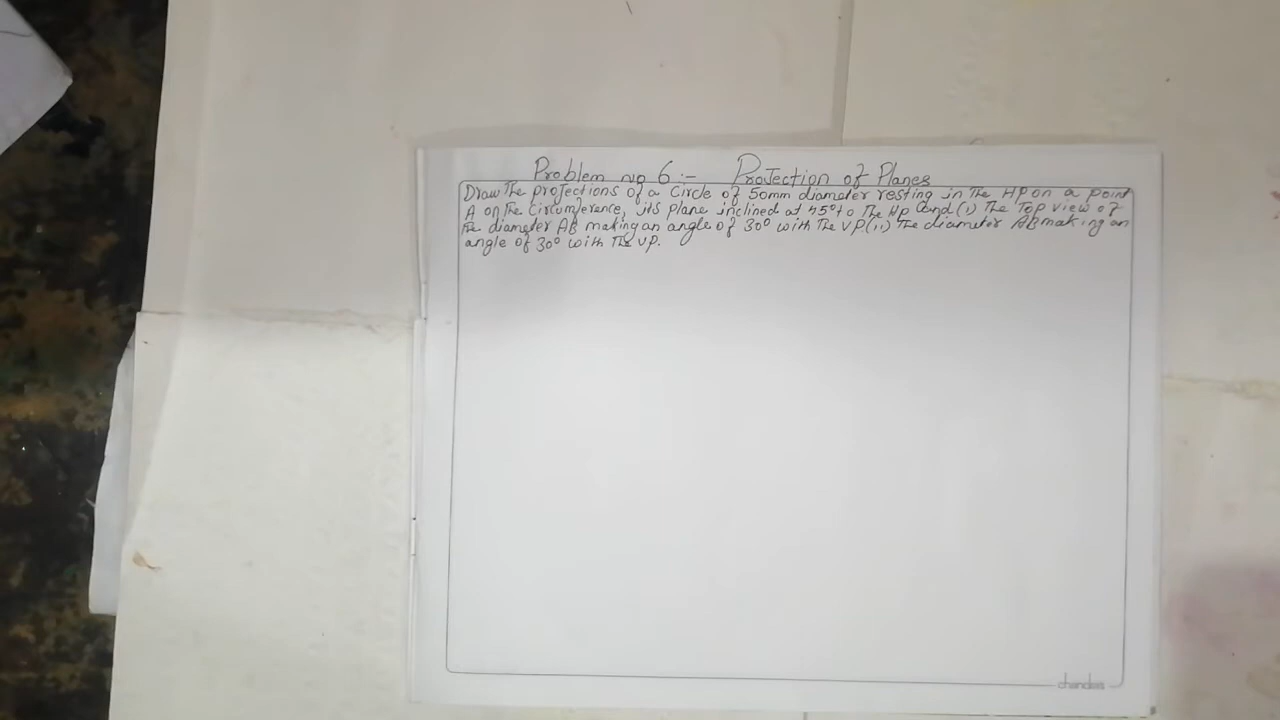 Problem no 6:- Projection of Planes
Draw The projections of a Circle of 50mm diameter resting in The HP on a point
A on The Circumference, its plane inclined at 45° to The Hp and (i) The Top view of
The diameter AB making an angle of 30° with The VP (ii) The diameter AB making an
angle of 30° with The VP.
chandras